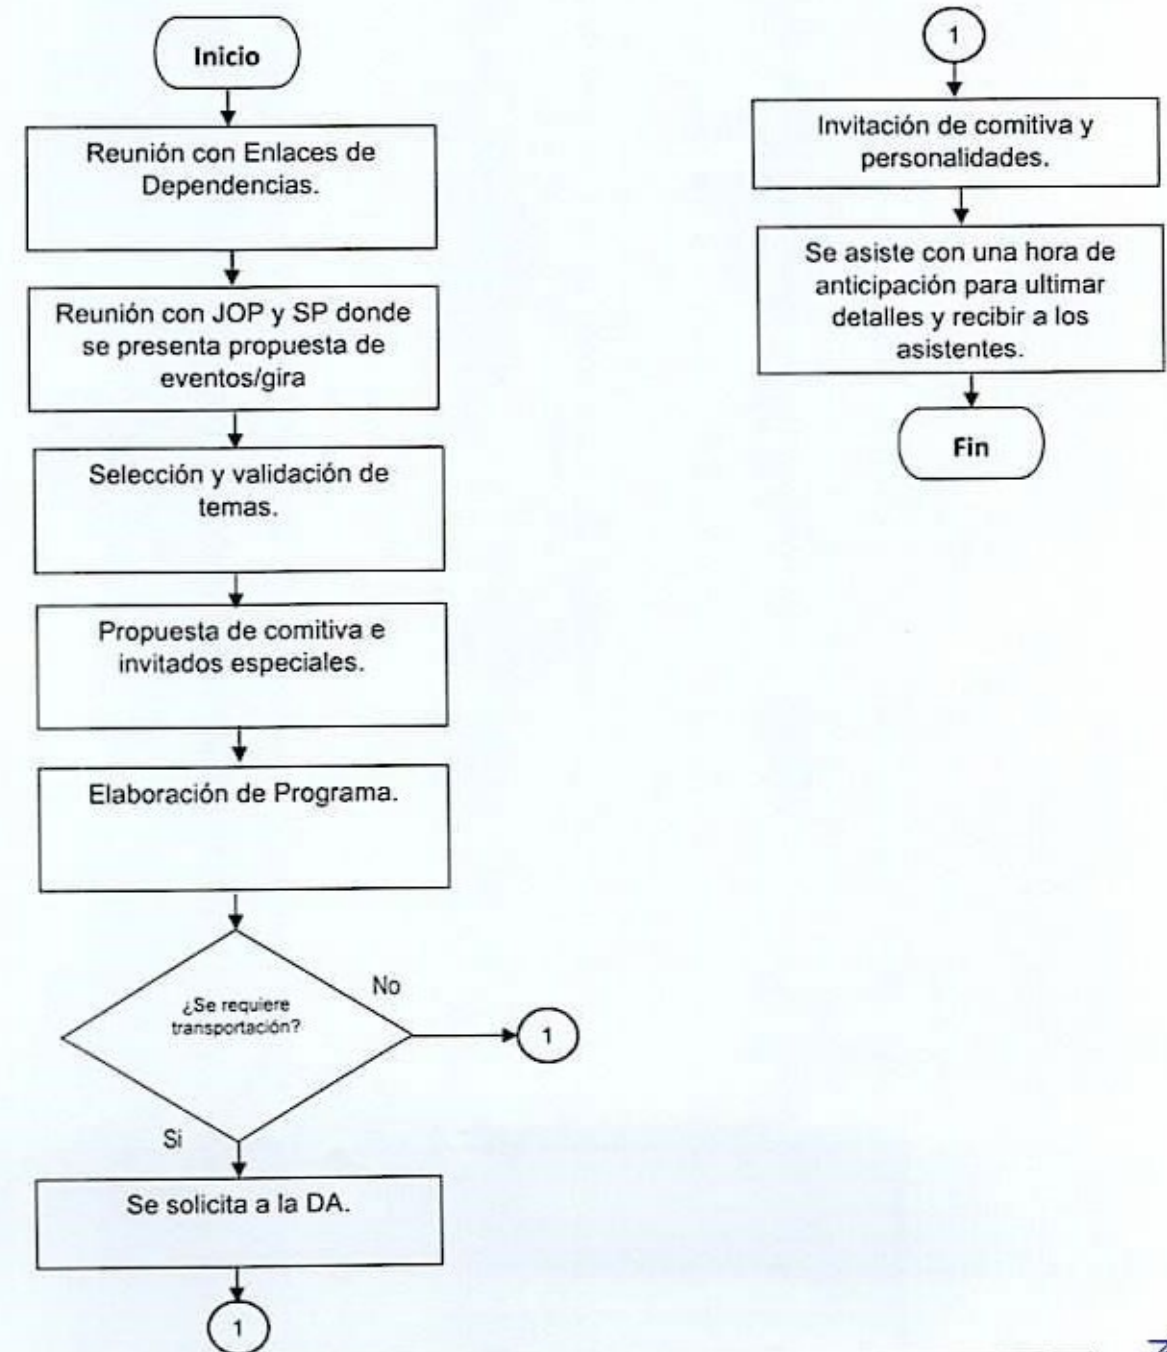 Inicio
Reunión con Enlaces de
Dependencias.
Reunión con JOP y SP donde
se presenta propuesta de
eventos/gira
Selección y validación de
temas.
Propuesta de comitiva e
invitados especiales.
Elaboración de Programa.
¿Se requiere
transportación?
No
1
Si
Se solicita a la DA.
1
1
Invitación de comitiva y
personalidades.
Se asiste con una hora de
anticipación para ultimar
detalles y recibir a los
asistentes.
Fin